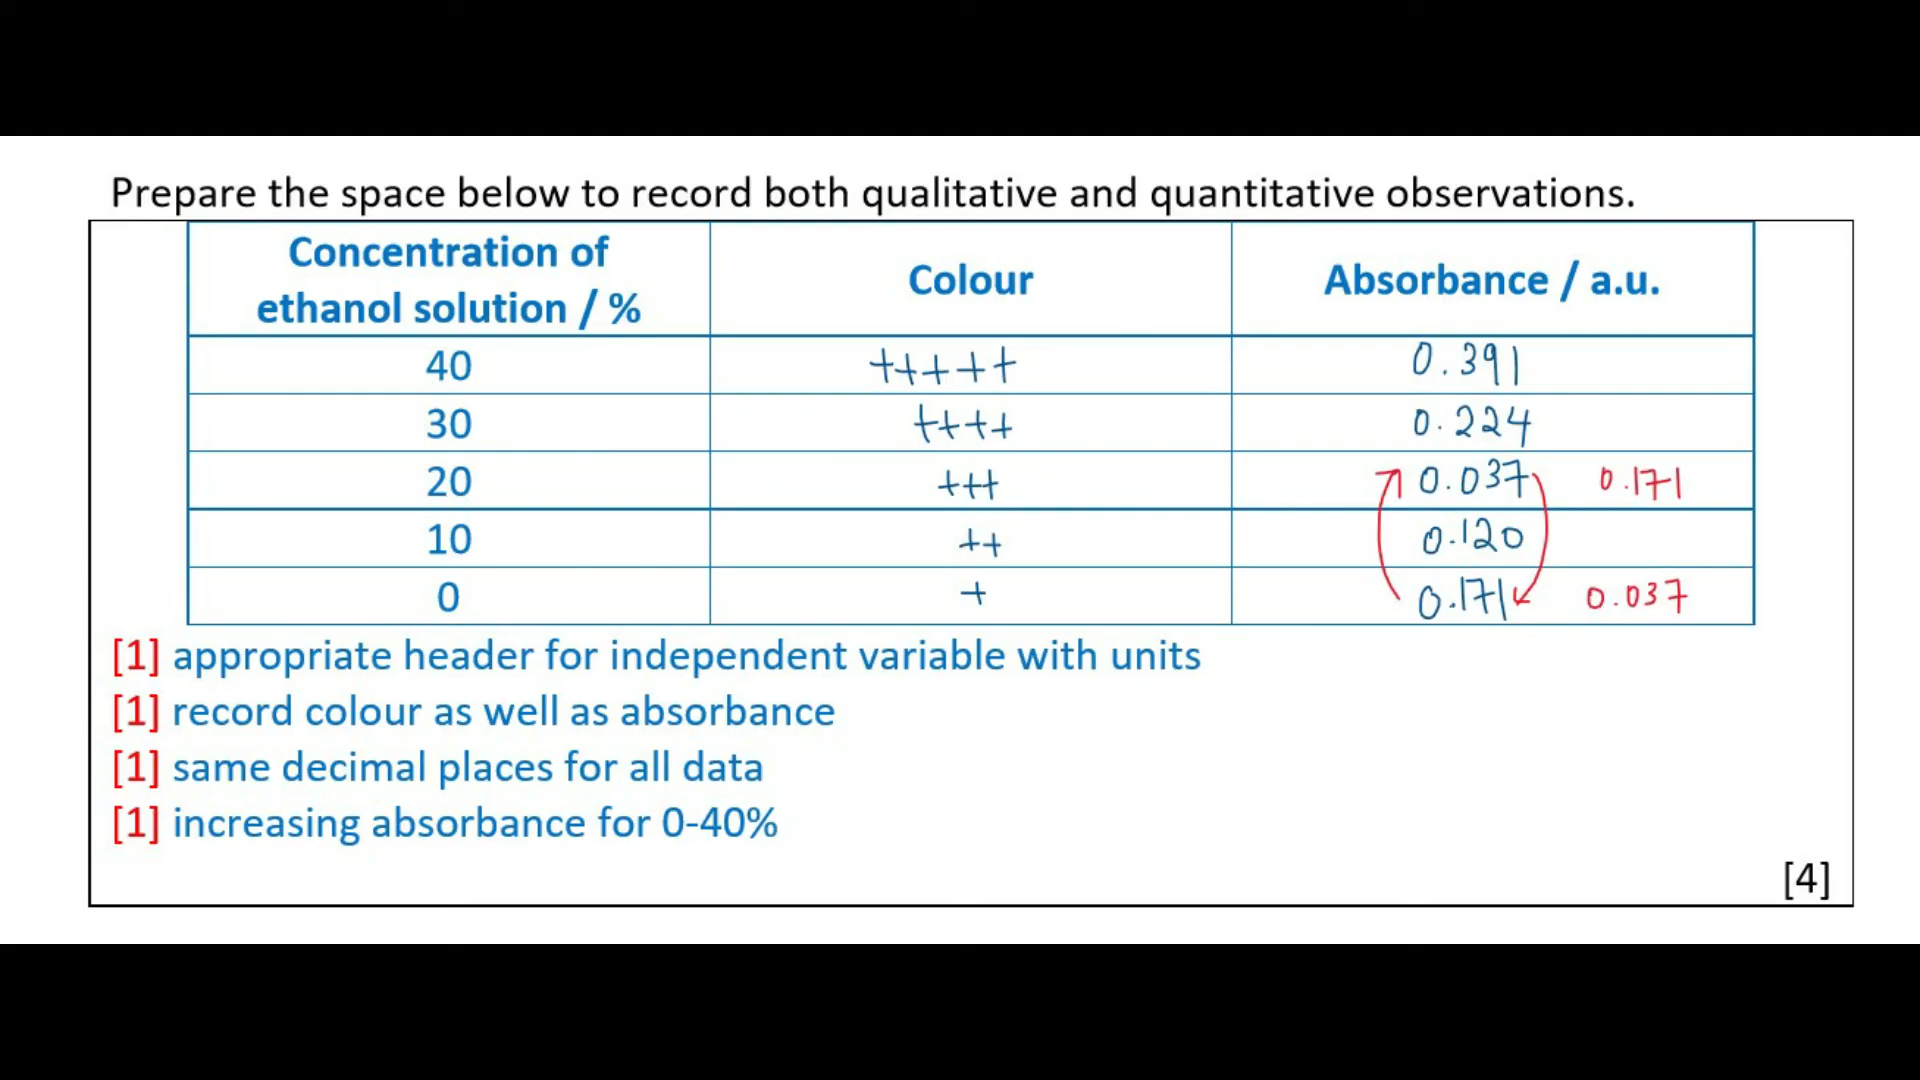 Prepare the space below to record both qualitative and quantitative observations.
Concentration of ethanol solution / % Colour Absorbance / a.u.
40 +++++ 0.391
30 ++++ 0.224
20 +++ 0.037 0.171
10 ++ 0.120
0 + 0.171 0.037
[1] appropriate header for independent variable with units
[1] record colour as well as absorbance
[1] same decimal places for all data
[1] increasing absorbance for 0-40%
[4]